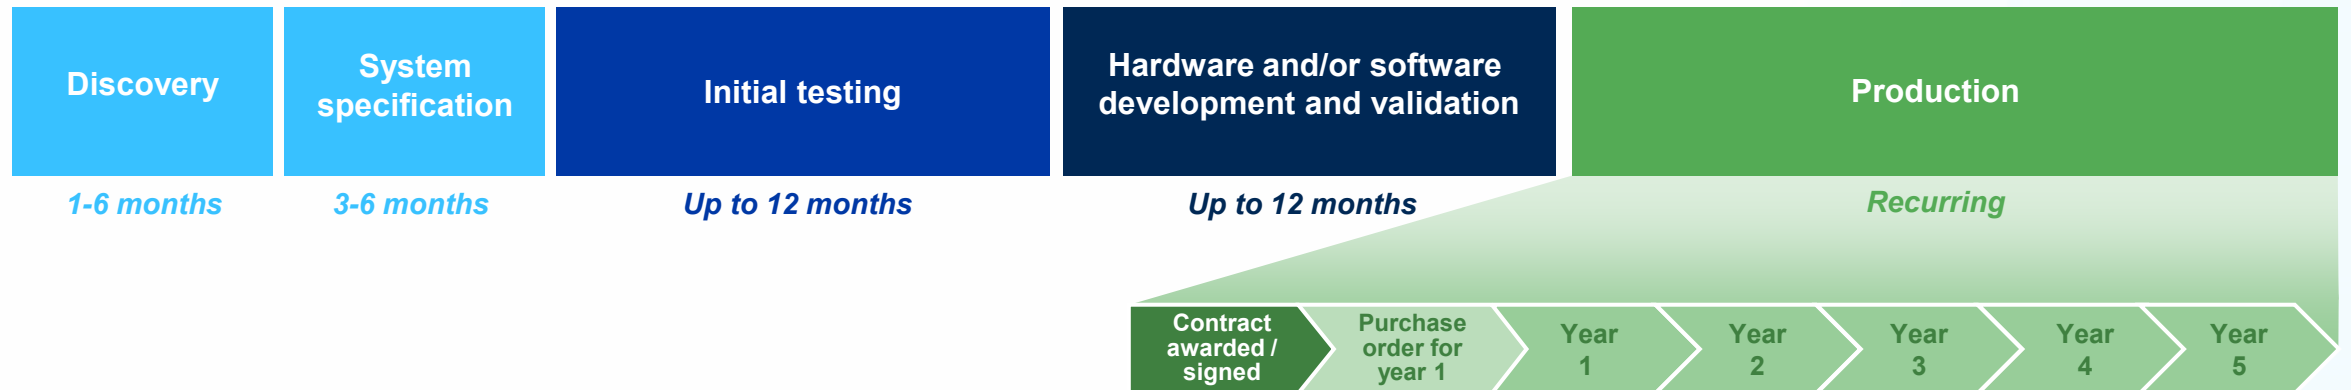 Discovery
System
specification
Initial testing
Hardware and/or software
development and validation
Production
1-6 months
3-6 months
Up to 12 months
Up to 12 months
Recurring
Contract
awarded /
signed
Purchase
order for
year 1
Year
1
Year
2
Year
3
Year
4
Year
5